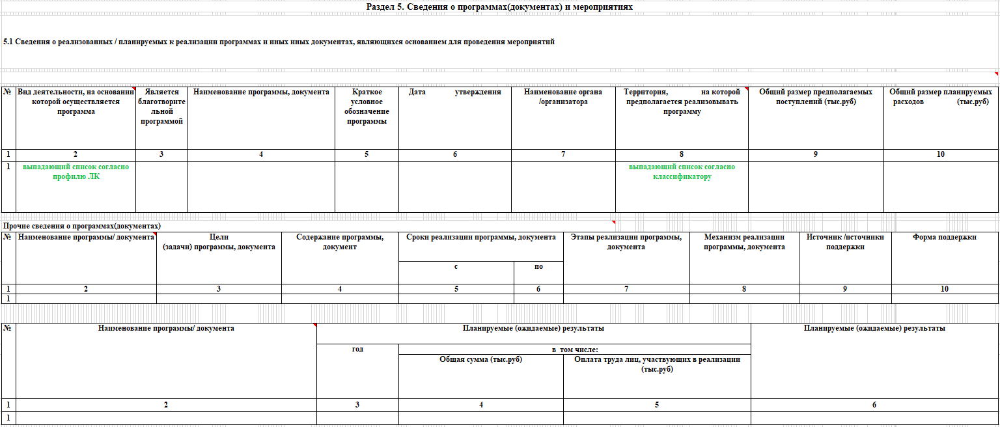 Раздел 5. Сведения о программах(документах) и мероприятиях
5.1 Сведения о реализованных / планируемых к реализации программах и иных иных документах, являющихся основанием для проведения мероприятий
№
Вид деятельности, на основании
которой осуществляется
программа
Является
благотворите
льной
программой
Наименование программы, документа
Краткое
условное
обозначение
программы
Дата утверждения
Наименование органа
/организатора
Территория, на которой
предполагается реализовывать
программу
Общий размер предполагаемых
поступлений (тыс.руб)
Общий размер планируемых
расходов (тыс.руб)
1 2 3 4 5 6 7 8 9 10
1
выпадающий список согласно
профилю ЛК
выпадающий список согласно
классификатору
Прочие сведения о программах(документах)
№
Наименование программы/ документа
Цели
(задачи) программы, документа
Содержание программы,
документ
Сроки реализации программы, документа
с
по
Этапы реализации программы,
документа
Механизм реализации
программы, документа
Источник /источники
поддержки
Форма поддержки
1 2 3 4 5 6 7 8 9 10
1
№
Наименование программы/ документа
Планируемые (ожидаемые) результаты
год
в том числе:
Общая сумма (тыс.руб)
Оплата труда лиц, участвующих в реализации
(тыс.руб)
Планируемые (ожидаемые) результаты
1 2 3 4 5 6
1